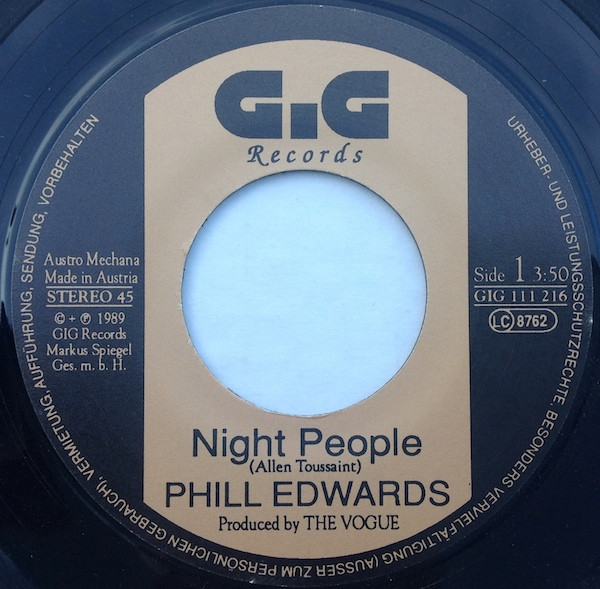 GIG
Records
Austro Mechana
Made in Austria
STEREO 45
© + ℗ 1989
GIG Records
Markus Spiegel
Ges. m. b. H.
Side 1 3:50
GIG 111 216
LC 8762
Night People
(Allen Toussaint)
PHILL EDWARDS
Produced by THE VOGUE
URHEBER- UND LEISTUNGSSCHUTZRECHTE. BESONDERS VERVIELFÄLTIGUNG (AUSSER ZUM PERSÖNLICHEN GEBRAUCH), VERMIETUNG, AUFFÜHRUNG, SENDUNG, VORBEHALTEN